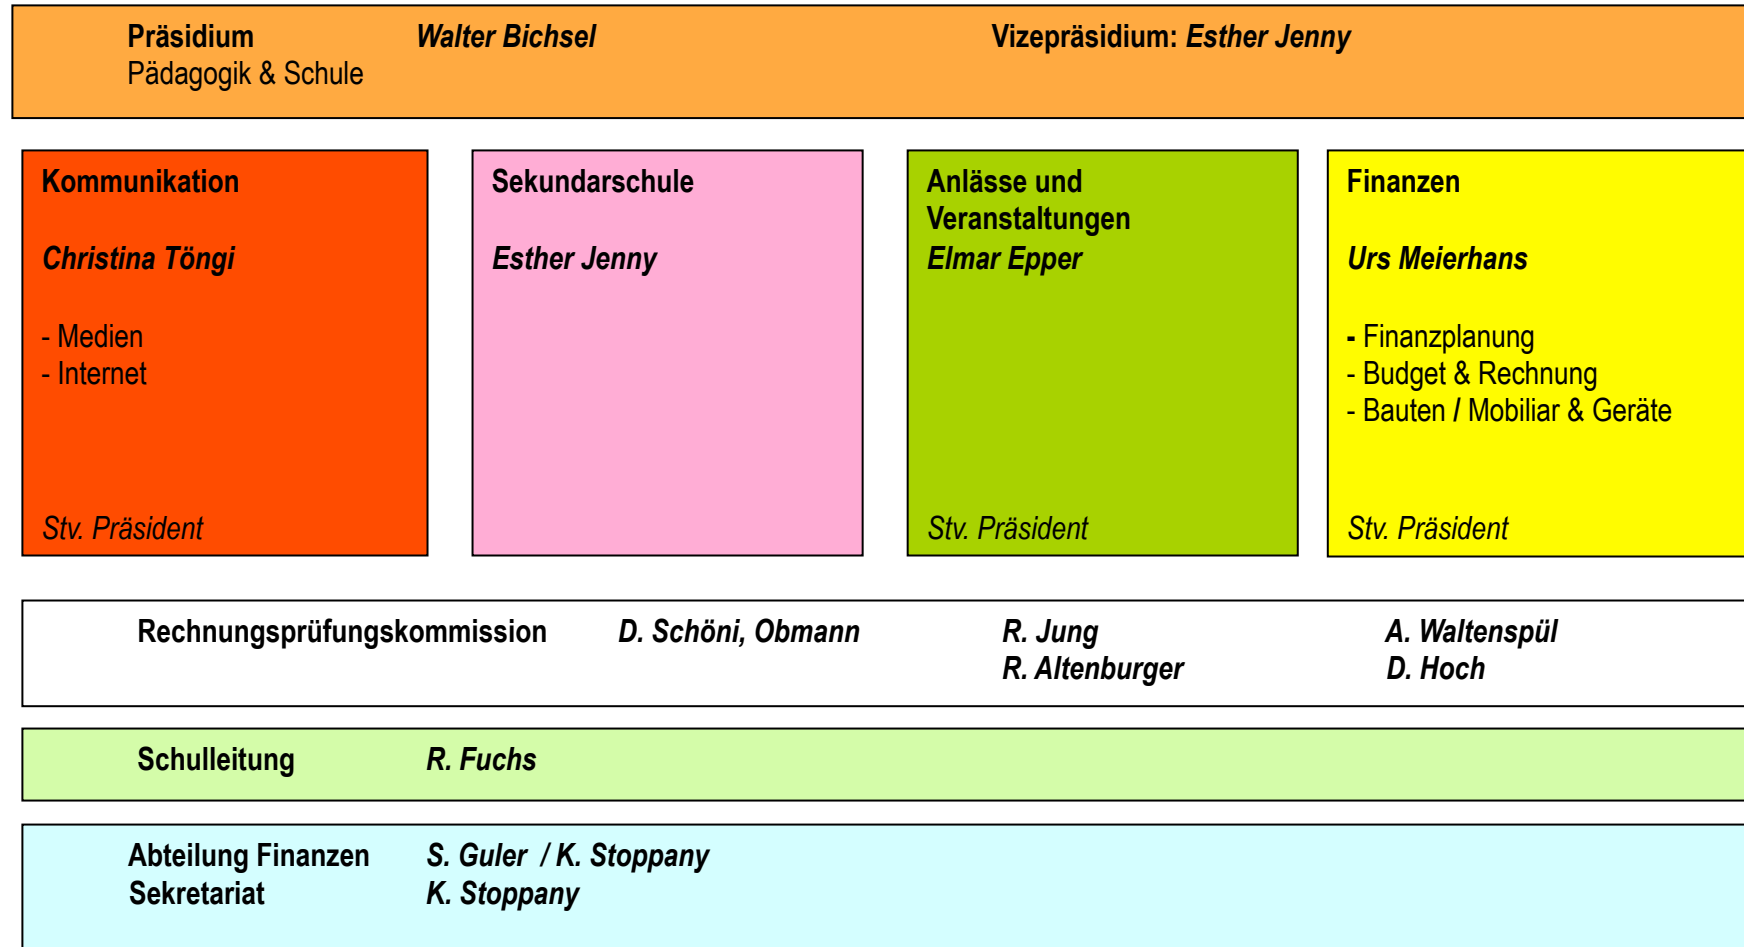 Präsidium Walter Bichsel Vizepräsidium: Esther Jenny
Pädagogik & Schule
Kommunikation
Christina Töngi
- Medien
- Internet
Stv. Präsident
Sekundarschule
Esther Jenny
Anlässe und
Veranstaltungen
Elmar Epper
Stv. Präsident
Finanzen
Urs Meierhans
- Finanzplanung
- Budget & Rechnung
- Bauten / Mobiliar & Geräte
Stv. Präsident
Rechnungsprüfungskommission D. Schöni, Obmann R. Jung A. Waltenspül
R. Altenburger D. Hoch
Schulleitung R. Fuchs
Abteilung Finanzen S. Guler / K. Stoppany
Sekretariat K. Stoppany